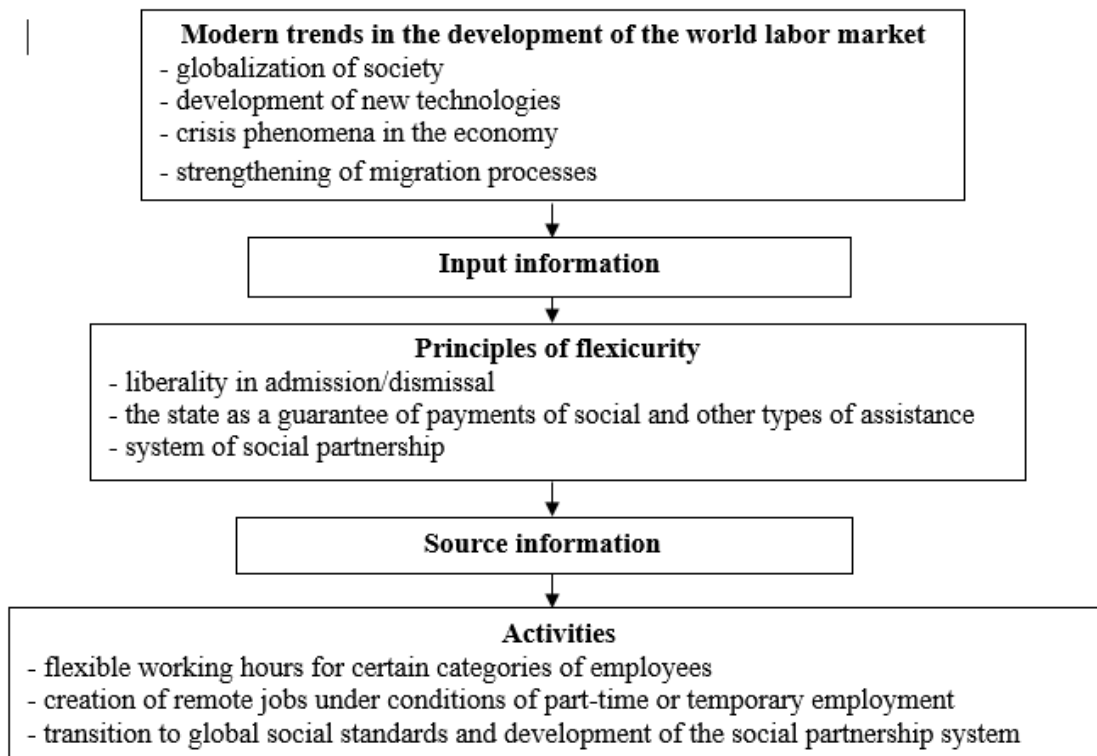 Modern trends in the development of the world labor market
- globalization of society
- development of new technologies
- crisis phenomena in the economy
- strengthening of migration processes
Input information
Principles of flexicurity
- liberality in admission/dismissal
- the state as a guarantee of payments of social and other types of assistance
- system of social partnership
Source information
Activities
- flexible working hours for certain categories of employees
- creation of remote jobs under conditions of part-time or temporary employment
- transition to global social standards and development of the social partnership system